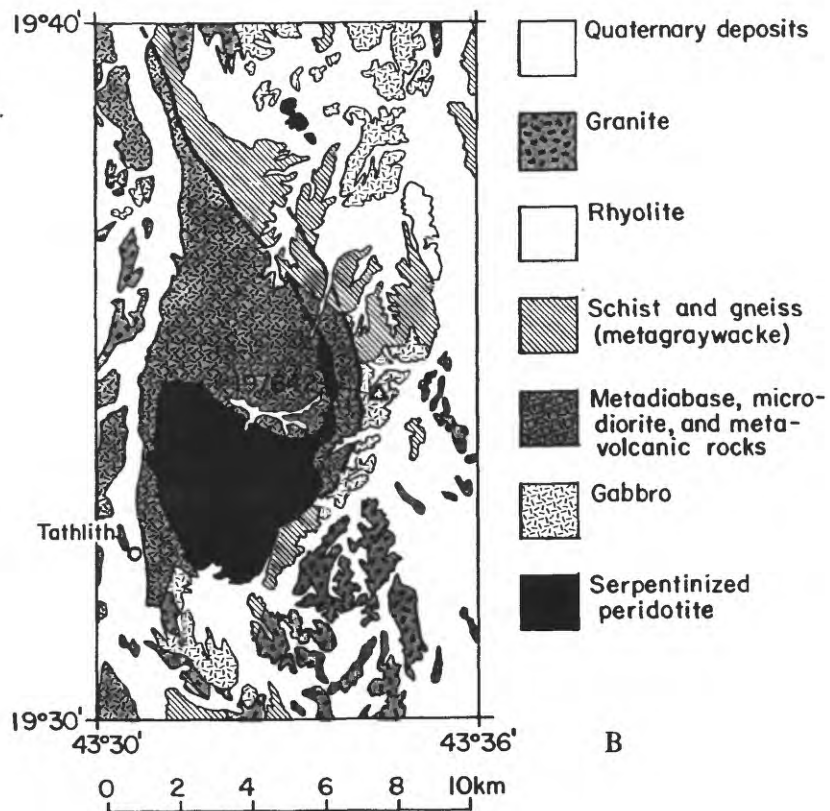 19°40'
Quaternary deposits
Granite
Rhyolite
Schist and gneiss
(metagraywacke)
Metadiabase, micro-
diorite, and meta-
volcanic rocks
Gabbro
Tathlith
Serpentinized
peridotite
19°30'
43°30'
43°36'
B
0 2 4 6 8 10km